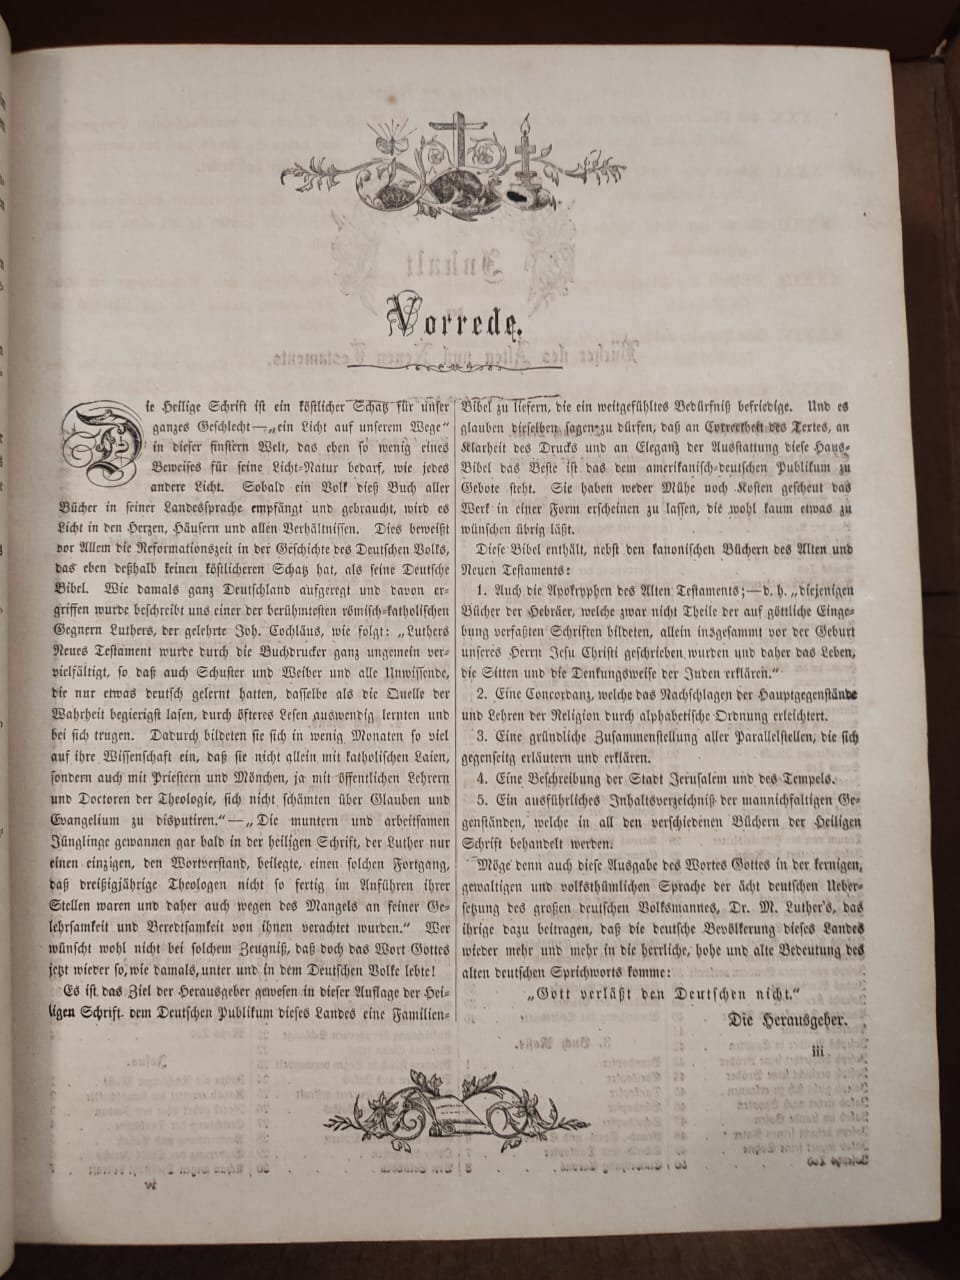 Vorrede.
Die Heilige Schrift ist ein köstlicher Schatz für unser
ganzes Geschlecht—„ein Licht auf unserem Wege“
in dieser finstern Welt, das eben so wenig eines
Beweises für seine Licht-Natur bedarf, wie jedes
andere Licht. Sobald ein Volk dieß Buch aller
Bücher in seiner Landessprache empfängt und gebraucht, wird es
Licht in den Herzen, Häusern und allen Verhältnissen. Dies beweißt
vor Allem die Reformationszeit in der Geschichte des Deutschen Volks,
das eben deßhalb keinen köstlicheren Schatz hat, als seine Deutsche
Bibel. Wie damals ganz Deutschland aufgeregt und davon er-
griffen wurde beschreibt uns einer der berühmtesten römisch-katholischen
Gegnern Luthers, der gelehrte Joh. Cochläus, wie folgt: „Luthers
Neues Testament wurde durch die Buchdrucker ganz ungemein ver-
vielfältigt, so daß auch Schuster und Weiber und alle Unwissende,
die nur etwas deutsch gelernt hatten, dasselbe als die Quelle der
Wahrheit begierigst lasen, durch öfteres Lesen auswendig lernten und
bei sich trugen. Dadurch bildeten sie sich in wenig Monaten so viel
auf ihre Wissenschaft ein, daß sie nicht allein mit katholischen Laien,
sondern auch mit Priestern und Mönchen, ja mit öffentlichen Lehrern
und Doctoren der Theologie, sich nicht schämten über Glauben und
Evangelium zu disputiren.“—„Die muntern und arbeitsamen
Jünglinge gewannen gar bald in der heiligen Schrift, der Luther nur
einen einzigen, den Wortverstand, beilegte, einen solchen Fortgang,
daß dreißigjährige Theologen nicht so fertig im Anführen ihrer
Stellen waren und daher auch wegen des Mangels an feiner Ge-
lehrsamkeit und Beredtsamkeit von ihnen verachtet wurden.“ Wer
wünscht wohl nicht bei solchem Zeugniß, daß doch das Wort Gottes
jetzt wieder so, wie damals, unter und in dem Deutschen Volke lebte!
Es ist das Ziel der Herausgeber gewesen in dieser Auflage der Hei-
ligen Schrift dem Deutschen Publikum dieses Landes eine Familien-
Bibel zu liefern, die ein weitgefühltes Bedürfniß befriedige. Und es
glauben dieselben sagen zu dürfen, daß an Correctheit des Textes, an
Klarheit des Drucks und an Eleganz der Ausstattung diese Haus-
Bibel das Beste ist das dem amerikanisch-deutschen Publikum zu
Gebote steht. Sie haben weder Mühe noch Kosten gescheut das
Werk in einer Form erscheinen zu lassen, die wohl kaum etwas zu
wünschen übrig läßt.
Diese Bibel enthält, nebst den kanonischen Büchern des Alten und
Neuen Testaments:
1. Auch die Apokryphen des Alten Testaments;—d. h. „diejenigen
Bücher der Hebräer, welche zwar nicht Theile der auf göttliche Einge-
bung verfaßten Schriften bildeten, allein insgesammt vor der Geburt
unseres Herrn Jesu Christi geschrieben wurden und daher das Leben,
die Sitten und die Denkungsweise der Juden erklären.“
2. Eine Concordanz, welche das Nachschlagen der Hauptgegenstände
und Lehren der Religion durch alphabetische Ordnung erleichtert.
3. Eine gründliche Zusammenstellung aller Parallelstellen, die sich
gegenseitg erläutern und erklären.
4. Eine Beschreibung der Stadt Jerusalem und des Tempels.
5. Ein ausführliches Inhaltsverzeichniß der mannichfaltigen Ge-
genständen, welche in all den verschiedenen Büchern der Heiligen
Schrift behandelt werden.
Möge denn auch diese Ausgabe des Wortes Gottes in der kernigen,
gewaltigen und volksthümlichen Sprache der ächt deutschen Ueber-
setzung des großen deutschen Volksmannes, Dr. M. Luther's, das
ihrige dazu beitragen, daß die deutsche Bevölkerung dieses Landes
wieder mehr und mehr in die herrliche, hohe und alte Bedeutung des
alten deutschen Sprichworts komme:
„Gott verläßt den Deutschen nicht.“
Die Herausgeber.
iii